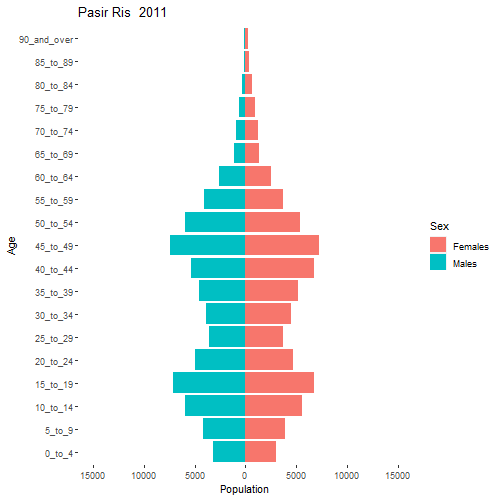 Pasir Ris  2011
90_and_over
85_to_89
80_to_84
75_to_79
70_to_74
65_to_69
60_to_64
55_to_59
50_to_54
45_to_49
40_to_44
35_to_39
30_to_34
25_to_29
20_to_24
15_to_19
10_to_14
5_to_9
0_to_4
Age
15000 10000 5000 0 5000 10000 15000
Population
Sex
Females
Males